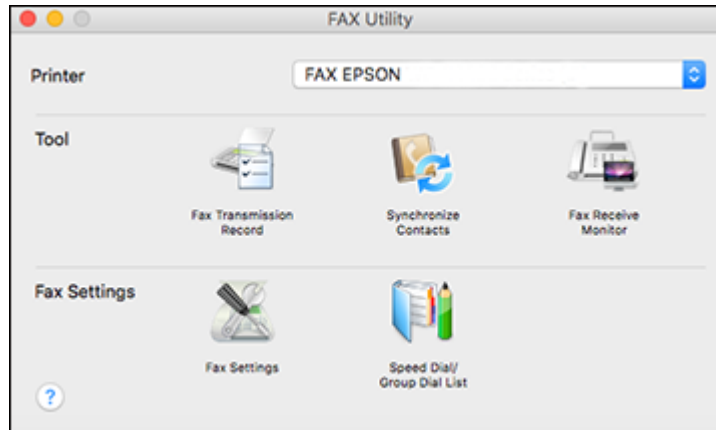 FAX Utility
Printer
FAX EPSON
Tool
Fax Transmission
Record
Synchronize
Contacts
Fax Receive
Monitor
Fax Settings
Fax Settings
Speed Dial/
Group Dial List
?